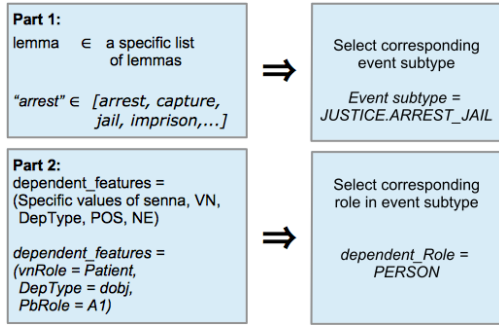 Part 1:
lemma ∈ a specific list
of lemmas
“arrest” ∈ [arrest, capture,
jail, imprison,...]
⇒
Select corresponding
event subtype
Event subtype =
JUSTICE.ARREST_JAIL
Part 2:
dependent_features =
(Specific values of senna, VN,
DepType, POS, NE)
dependent_features =
(vnRole = Patient,
DepType = dobj,
PbRole = A1)
⇒
Select corresponding
role in event subtype
dependent_Role =
PERSON